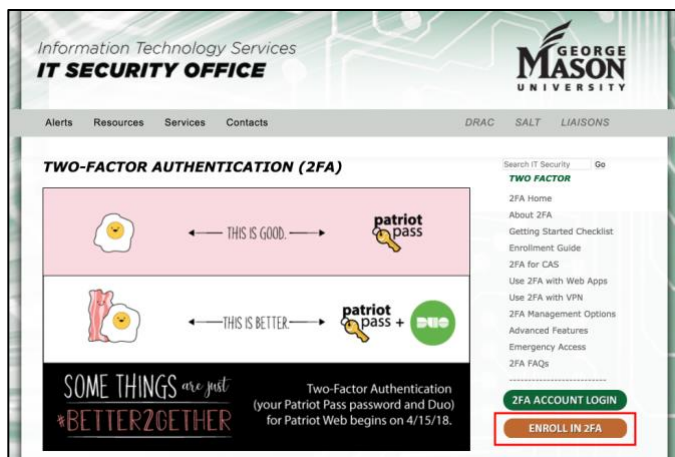 Information Technology Services
IT SECURITY OFFICE
GEORGE
MASON
UNIVERSITY
Alerts Resources Services Contacts DRAC SALT LIAISONS
TWO-FACTOR AUTHENTICATION (2FA)
THIS IS GOOD.
patriot
pass
THIS IS BETTER.
patriot
pass + DUO
SOME THINGS are just
#BETTER2GETHER
Two-Factor Authentication
(your Patriot Pass password and Duo)
for Patriot Web begins on 4/15/18.
Search IT Security Go
TWO FACTOR
2FA Home
About 2FA
Getting Started Checklist
Enrollment Guide
2FA for CAS
Use 2FA with Web Apps
Use 2FA with VPN
2FA Management Options
Advanced Features
Emergency Access
2FA FAQs
--------------------------
2FA ACCOUNT LOGIN
ENROLL IN 2FA